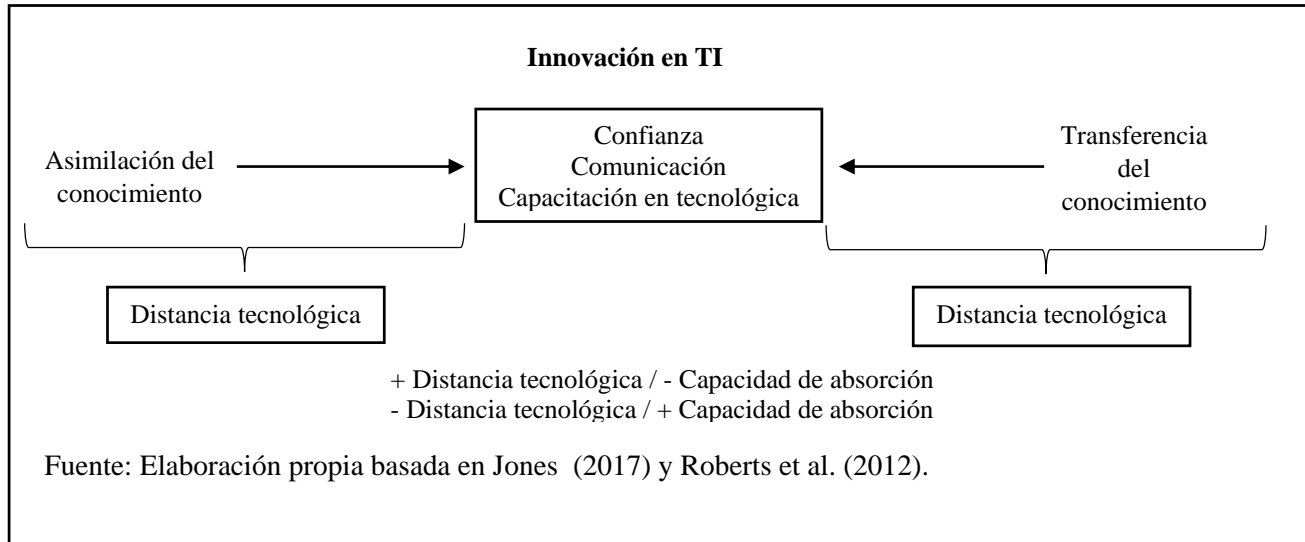 Innovación en TI
Asimilación del
conocimiento
Confianza
Comunicación
Capacitación en tecnológica
Transferencia
del
conocimiento
Distancia tecnológica
Distancia tecnológica
+ Distancia tecnológica / - Capacidad de absorción
- Distancia tecnológica / + Capacidad de absorción
Fuente: Elaboración propia basada en Jones (2017) y Roberts et al. (2012).